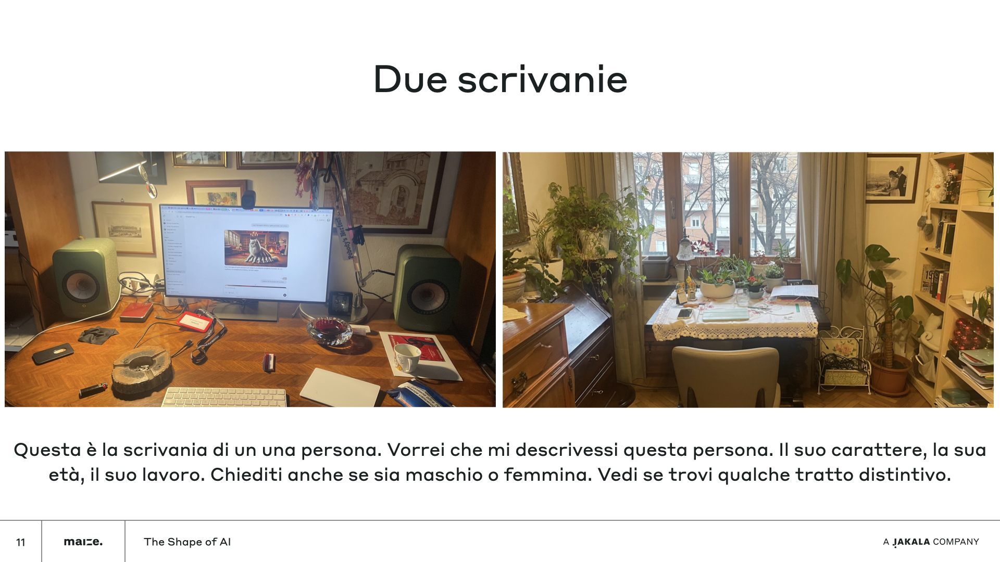 Due scrivanie
Nobody's Perfect
Questa è la scrivania di un una persona. Vorrei che mi descrivessi questa persona. Il suo carattere, la sua
età, il suo lavoro. Chiediti anche se sia maschio o femmina. Vedi se trovi qualche tratto distintivo.
11
maize.
The Shape of AI
A JAKALA COMPANY